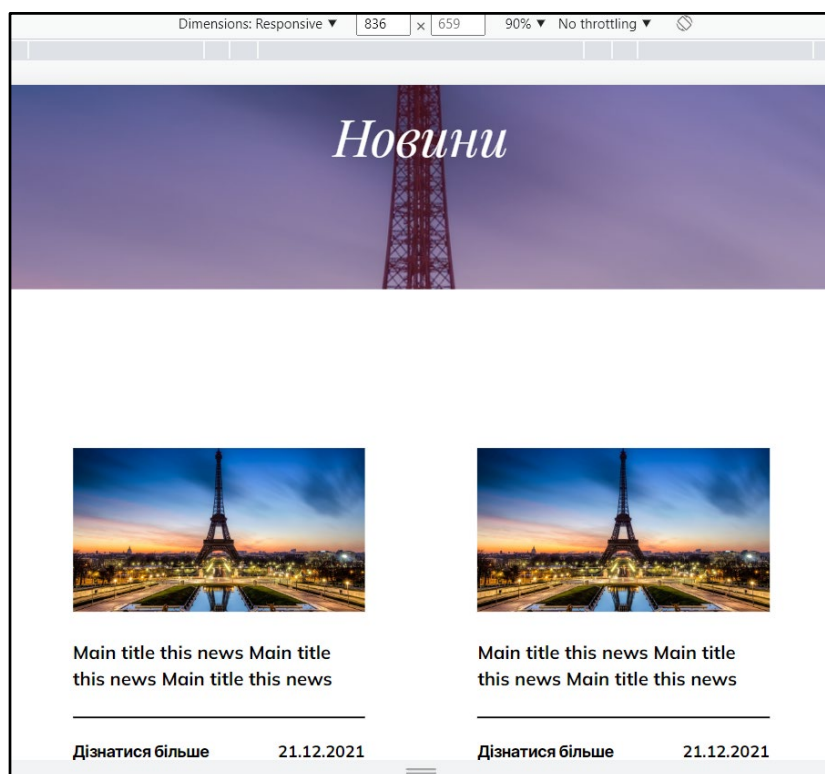 Dimensions: Responsive ▼ 836 × 659 90% ▼ No throttling ▼
Новини
Main title this news Main title
this news Main title this news
Дізнатися більше 21.12.2021
Main title this news Main title
this news Main title this news
Дізнатися більше 21.12.2021